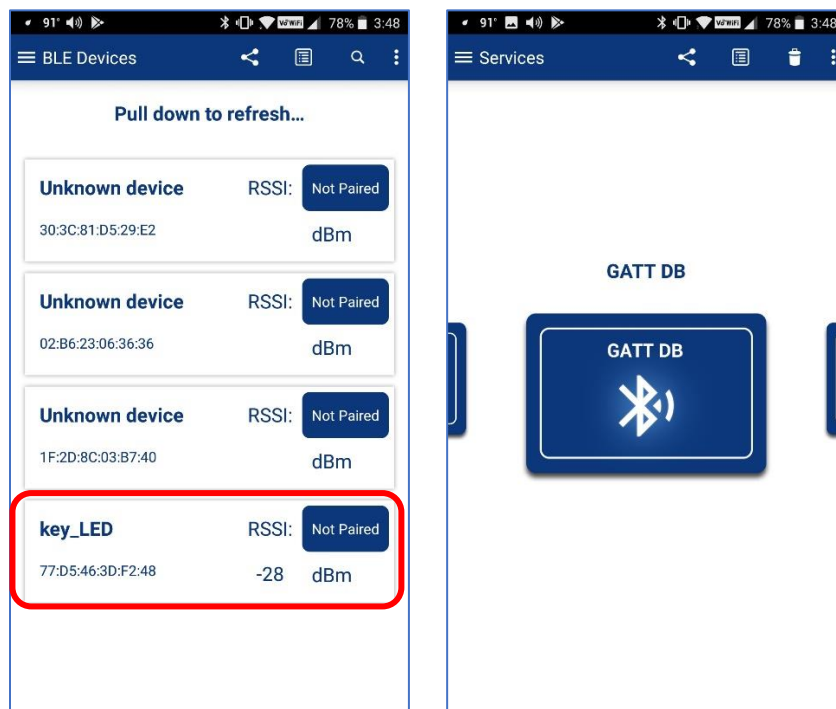 91° 78% 3:48
BLE Devices
Pull down to refresh...
Unknown device RSSI: Not Paired
30:3C:81:D5:29:E2 dBm
Unknown device RSSI: Not Paired
02:B6:23:06:36:36 dBm
Unknown device RSSI: Not Paired
1F:2D:8C:03:B7:40 dBm
key_LED RSSI: Not Paired
77:D5:46:3D:F2:48 -28 dBm
91° VoWiFi 78% 3:48
Services
GATT DB
GATT DB